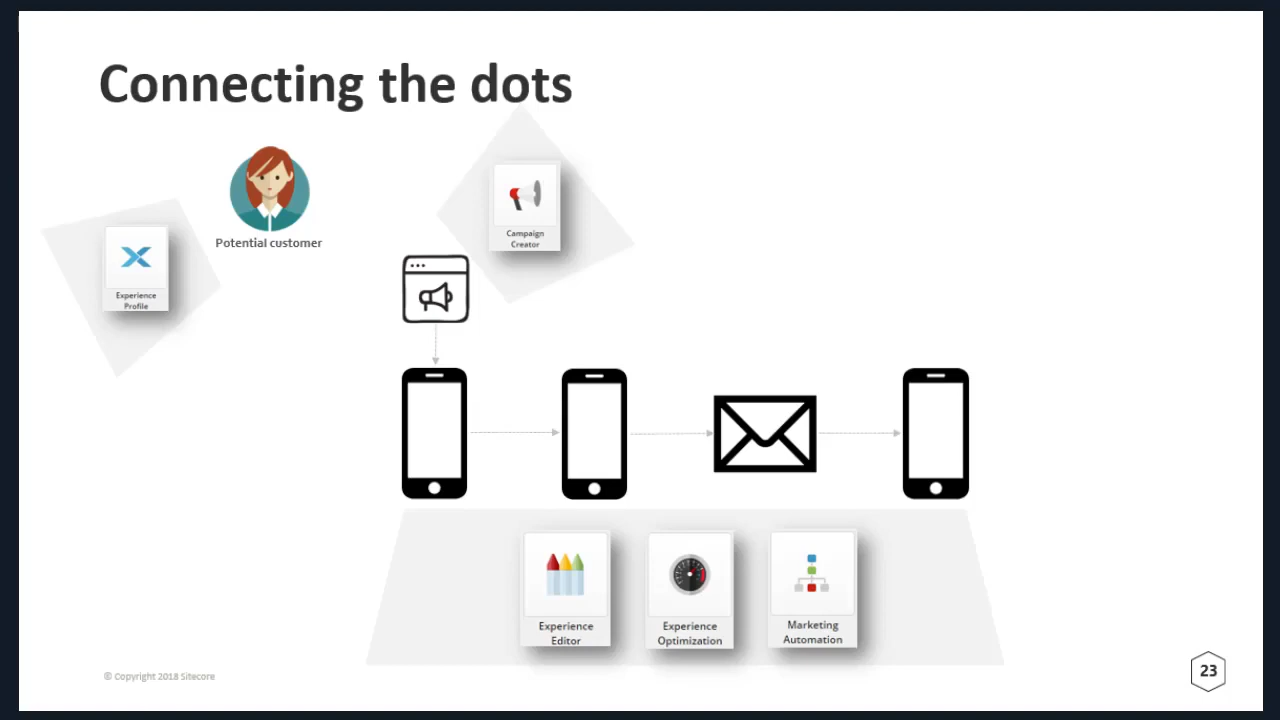 Connecting the dots
Potential customer
Campaign
Creator
Experience
Profile
Experience
Editor
Experience
Optimization
Marketing
Automation
© Copyright 2018 Sitecore
23